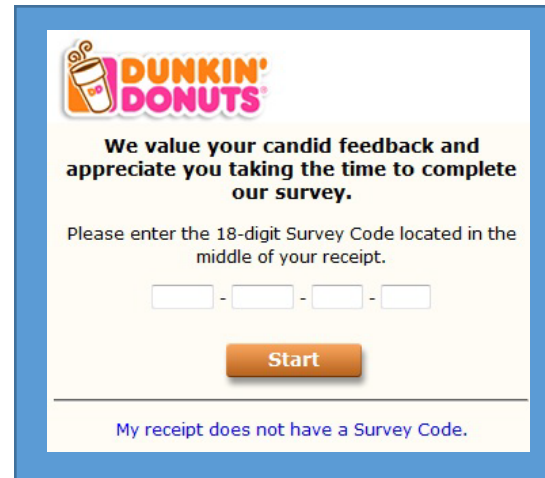 DUNKIN'
DONUTS
We value your candid feedback and
appreciate you taking the time to complete
our survey.
Please enter the 18-digit Survey Code located in the
middle of your receipt.
- - -
Start
My receipt does not have a Survey Code.